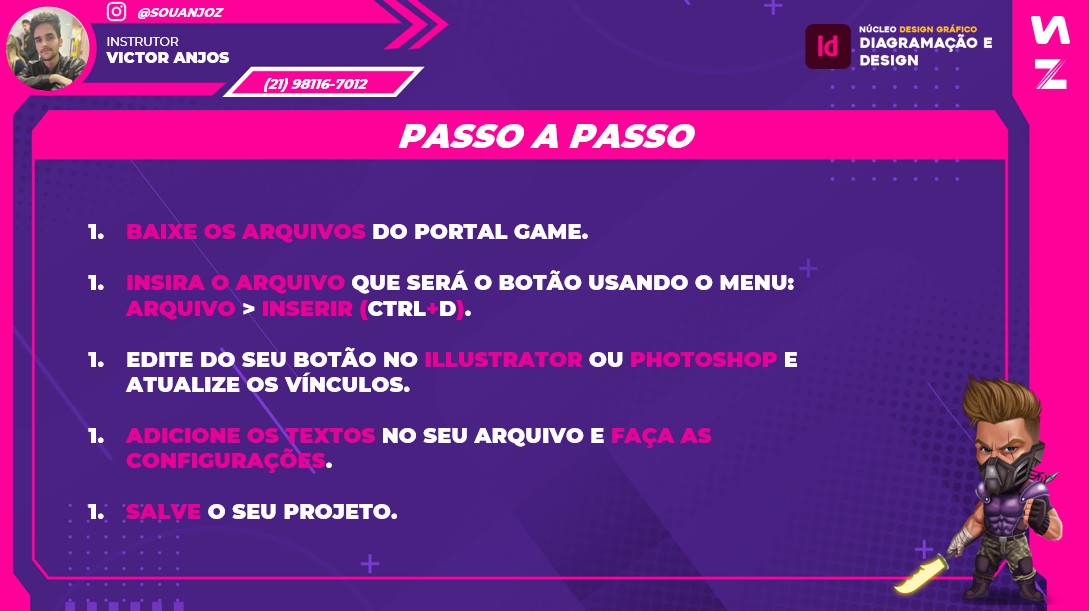 @SOUANJOZ
INSTRUTOR
VICTOR ANJOS
(21) 98116-7012
Id
NÚCLEO DESIGN GRÁFICO
DIAGRAMAÇÃO E
DESIGN
PASSO A PASSO
1. BAIXE OS ARQUIVOS DO PORTAL GAME.
1. INSIRA O ARQUIVO QUE SERÁ O BOTÃO USANDO O MENU:
ARQUIVO > INSERIR (CTRL+D).
1. EDITE DO SEU BOTÃO NO ILLUSTRATOR OU PHOTOSHOP E
ATUALIZE OS VÍNCULOS.
1. ADICIONE OS TEXTOS NO SEU ARQUIVO E FAÇA AS
CONFIGURAÇÕES.
1. SALVE O SEU PROJETO.